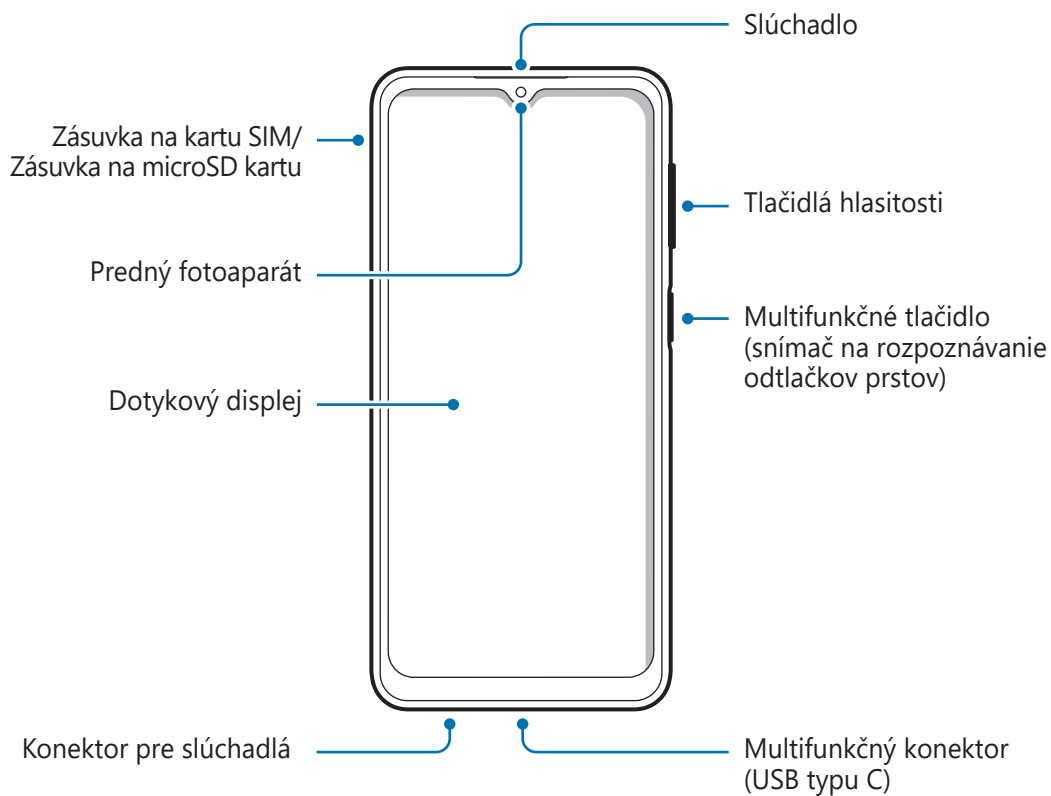 Slúchadlo
Zásuvka na kartu SIM/
Zásuvka na microSD kartu
Tlačidlá hlasitosti
Predný fotoaparát
Multifunkčné tlačidlo
(snímač na rozpoznávanie
odtlačkov prstov)
Dotykový displej
Konektor pre slúchadlá
Multifunkčný konektor
(USB typu C)